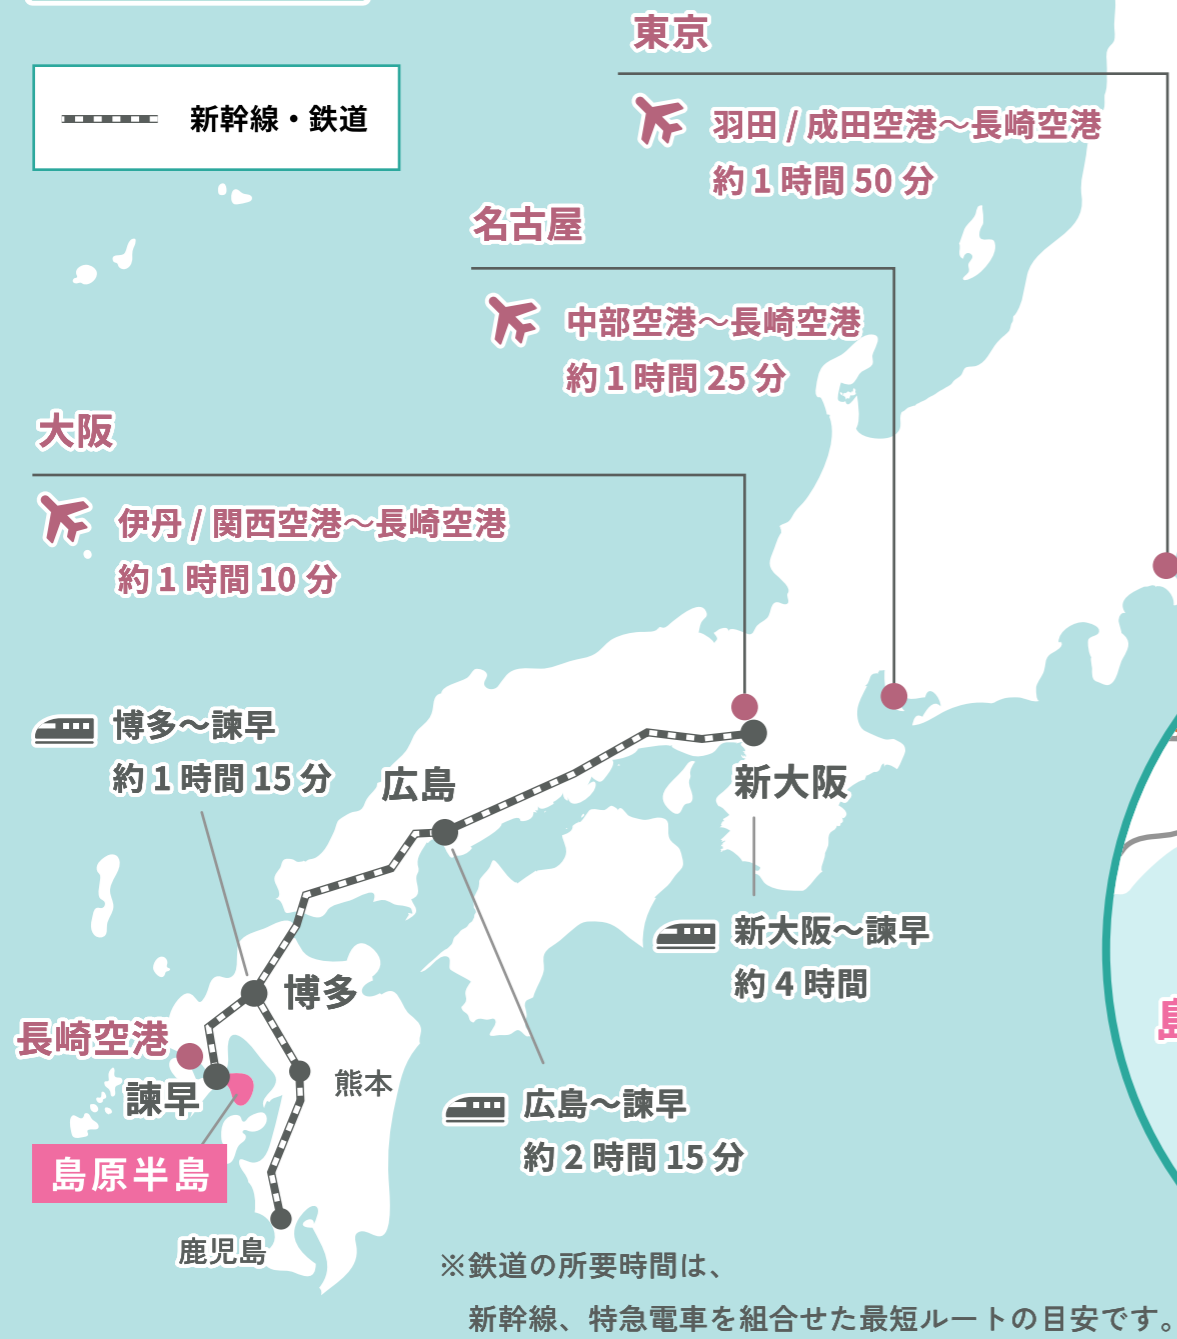 東京
新幹線・鉄道
羽田 / 成田空港～長崎空港
約 1 時間 50 分
名古屋
中部空港～長崎空港
約 1 時間 25 分
大阪
伊丹 / 関西空港～長崎空港
約 1 時間 10 分
博多～諫早
約 1 時間 15 分
広島
新大阪
新大阪～諫早
約 4 時間
博多
長崎空港
諫早
熊本
広島～諫早
約 2 時間 15 分
島原半島
鹿児島
※鉄道の所要時間は、
新幹線、特急電車を組合せた最短ルートの目安です。